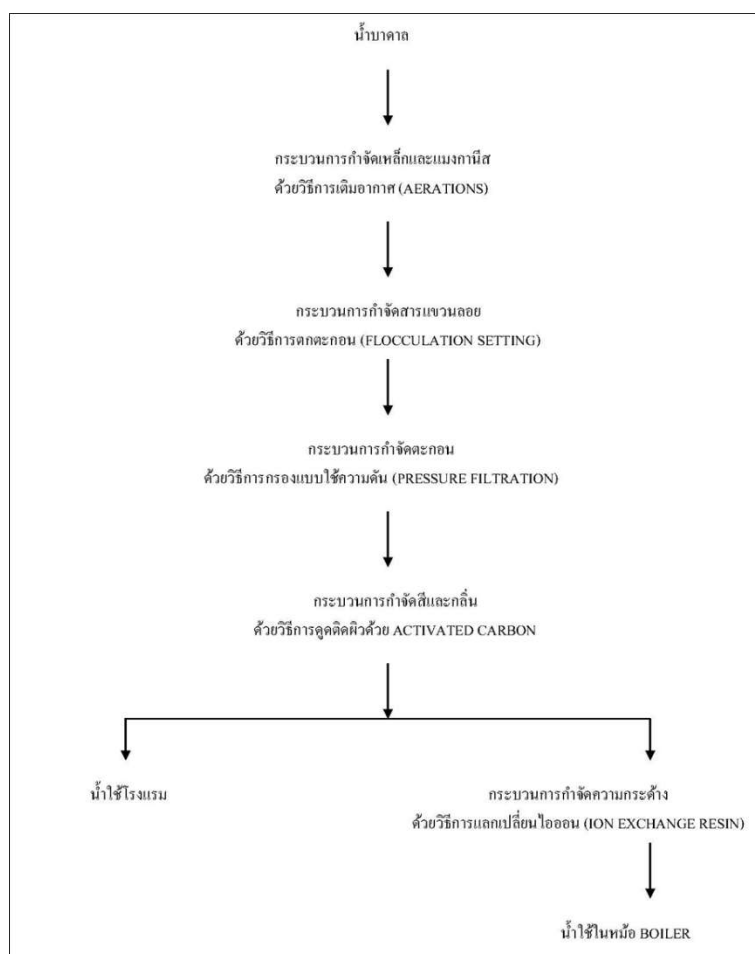 น้ำบาดาล
กระบวนการกำจัดเหล็กและแมงกานีส
ด้วยวิธีการเติมอากาศ (AERATIONS)
กระบวนการกำจัดสารแขวนลอย
ด้วยวิธีการตกตะกอน (FLOCCULATION SETTING)
กระบวนการกำจัดตะกอน
ด้วยวิธีการกรองแบบใช้ความดัน (PRESSURE FILTRATION)
กระบวนการกำจัดสีและกลิ่น
ด้วยวิธีการดูดติดผิวด้วย ACTIVATED CARBON
น้ำใช้โรงแรม
กระบวนการกำจัดความกระด้าง
ด้วยวิธีการแลกเปลี่ยนไอออน (ION EXCHANGE RESIN)
น้ำใช้ในหม้อ BOILER